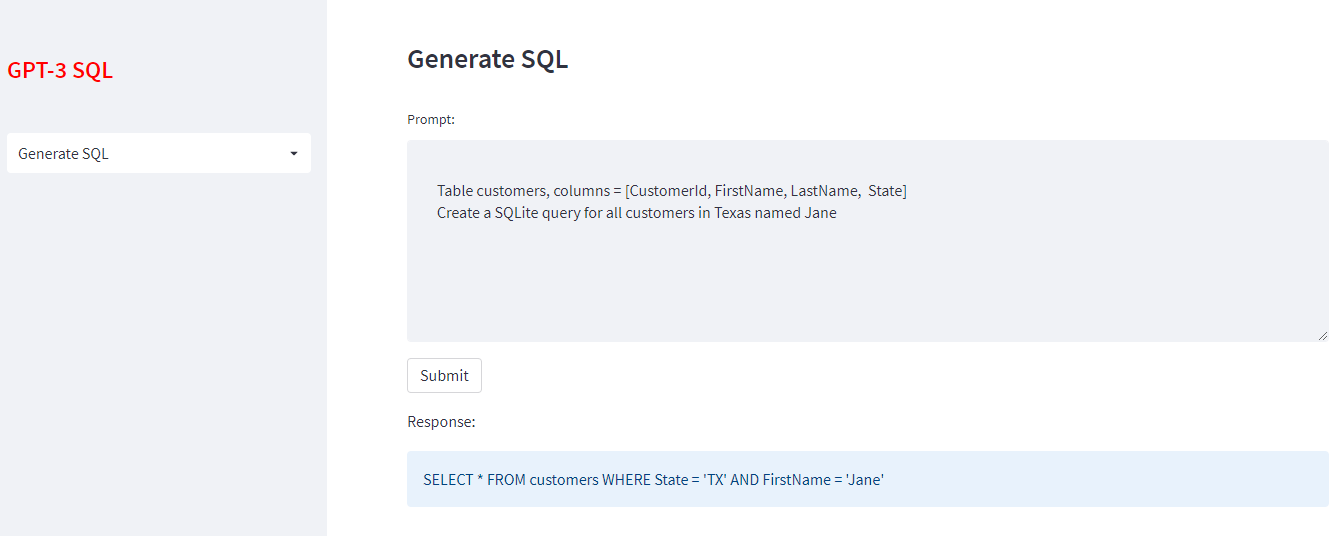 GPT-3 SQL
Generate SQL
Generate SQL
Prompt:
Table customers, columns = [CustomerId, FirstName, LastName,  State]
Create a SQLite query for all customers in Texas named Jane
Submit
Response:
SELECT * FROM customers WHERE State = 'TX' AND FirstName = 'Jane'